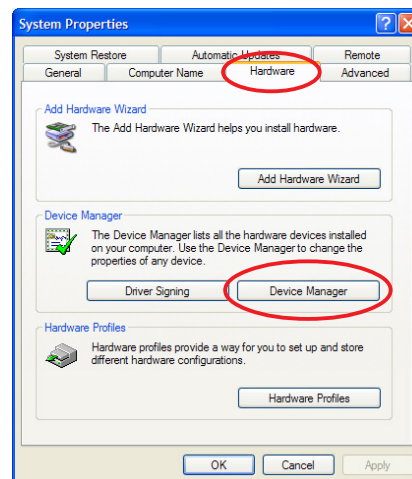 System Properties
System Restore Automatic Updates Remote
General Computer Name Hardware Advanced
Add Hardware Wizard
The Add Hardware Wizard helps you install hardware.
Add Hardware Wizard
Device Manager
The Device Manager lists all the hardware devices installed
on your computer. Use the Device Manager to change the
properties of any device.
Driver Signing Device Manager
Hardware Profiles
Hardware profiles provide a way for you to set up and store
different hardware configurations.
Hardware Profiles
OK Cancel Apply